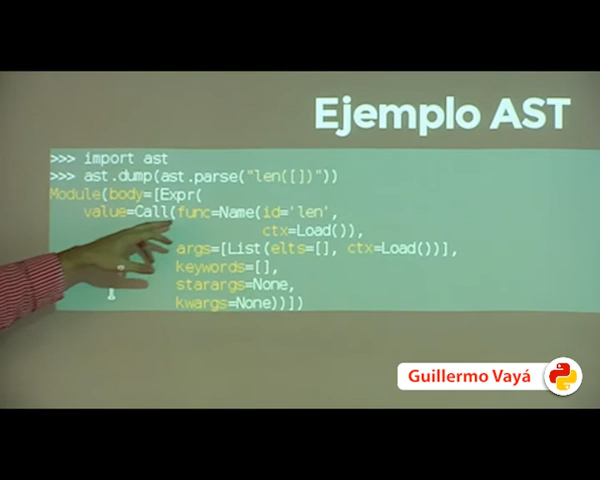 Ejemplo AST
>>> import ast
>>> ast.dump(ast.parse("len([])"))
Module(body=[Expr(
value=Call(func=Name(id='len',
ctx=Load()),
args=[List(elts=[], ctx=Load())],
keywords=[],
starargs=None,
kwargs=None))])
Guillermo Vayá